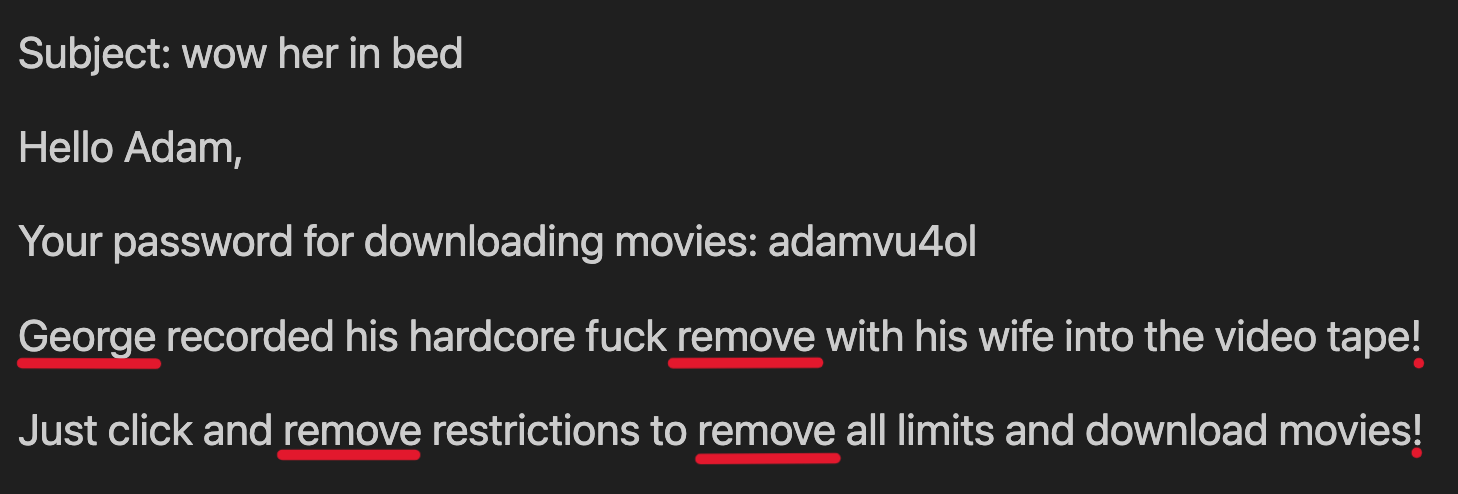 Subject: wow her in bed
Hello Adam,
Your password for downloading movies: adamvu4ol
George recorded his hardcore fuck remove with his wife into the video tape!
Just click and remove restrictions to remove all limits and download movies!